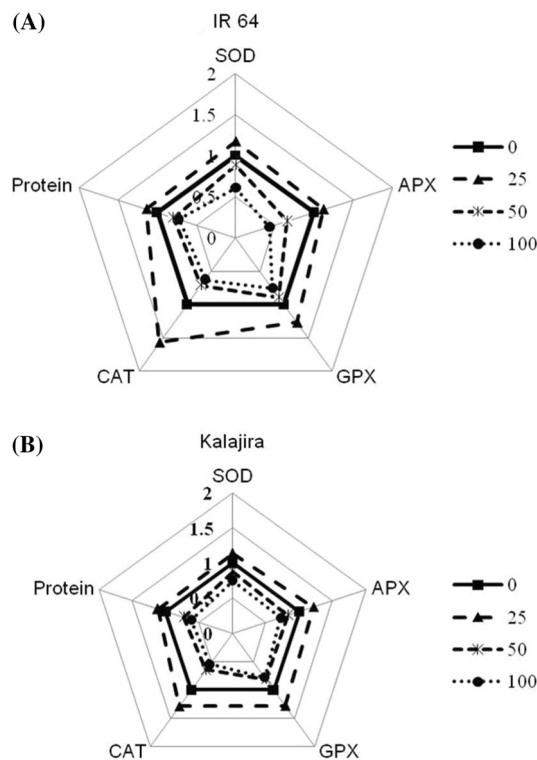 (A)
IR 64
SOD
2
1.5
1
0.5
0
Protein
APX
CAT
GPX
0
25
50
100
(B)
Kalajira
SOD
2
1.5
1
0
Protein
APX
CAT
GPX
0
25
50
100